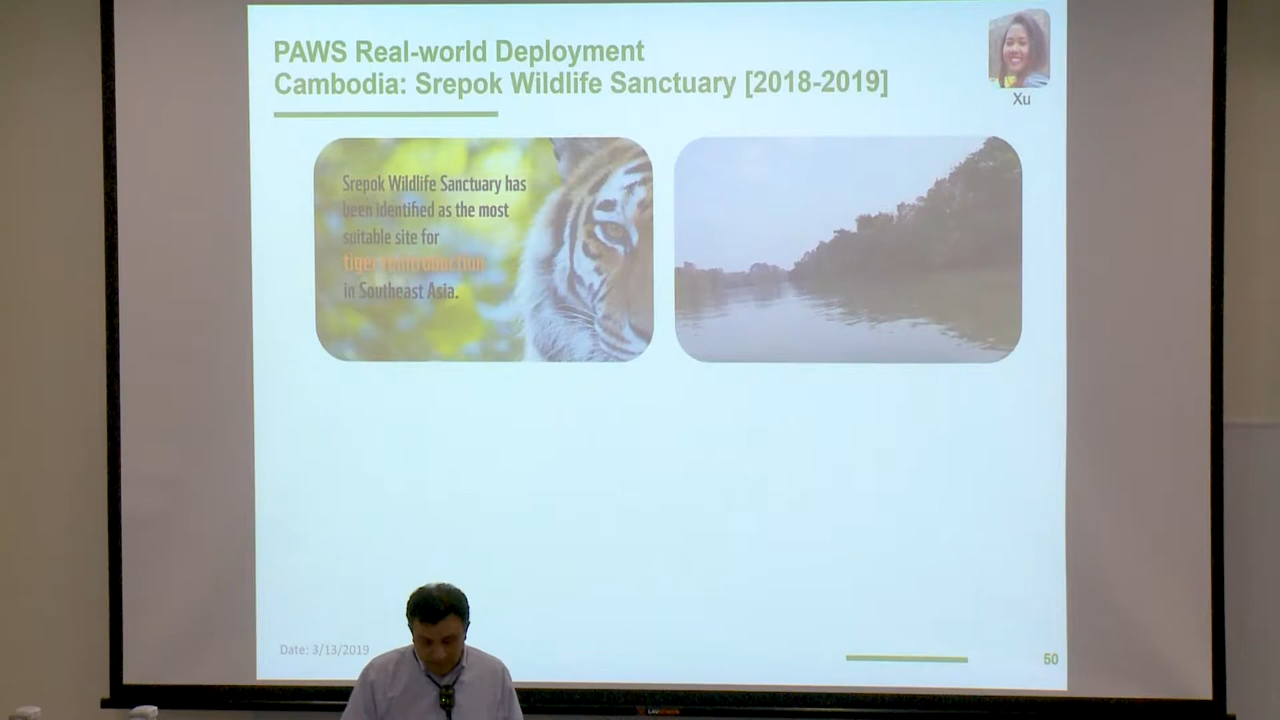 PAWS Real-world Deployment
Cambodia: Srepok Wildlife Sanctuary [2018-2019]
Xu
Srepok Wildlife Sanctuary has
been identified as the most
suitable site for
tiger reintroduction
in Southeast Asia.
Date: 3/13/2019
50